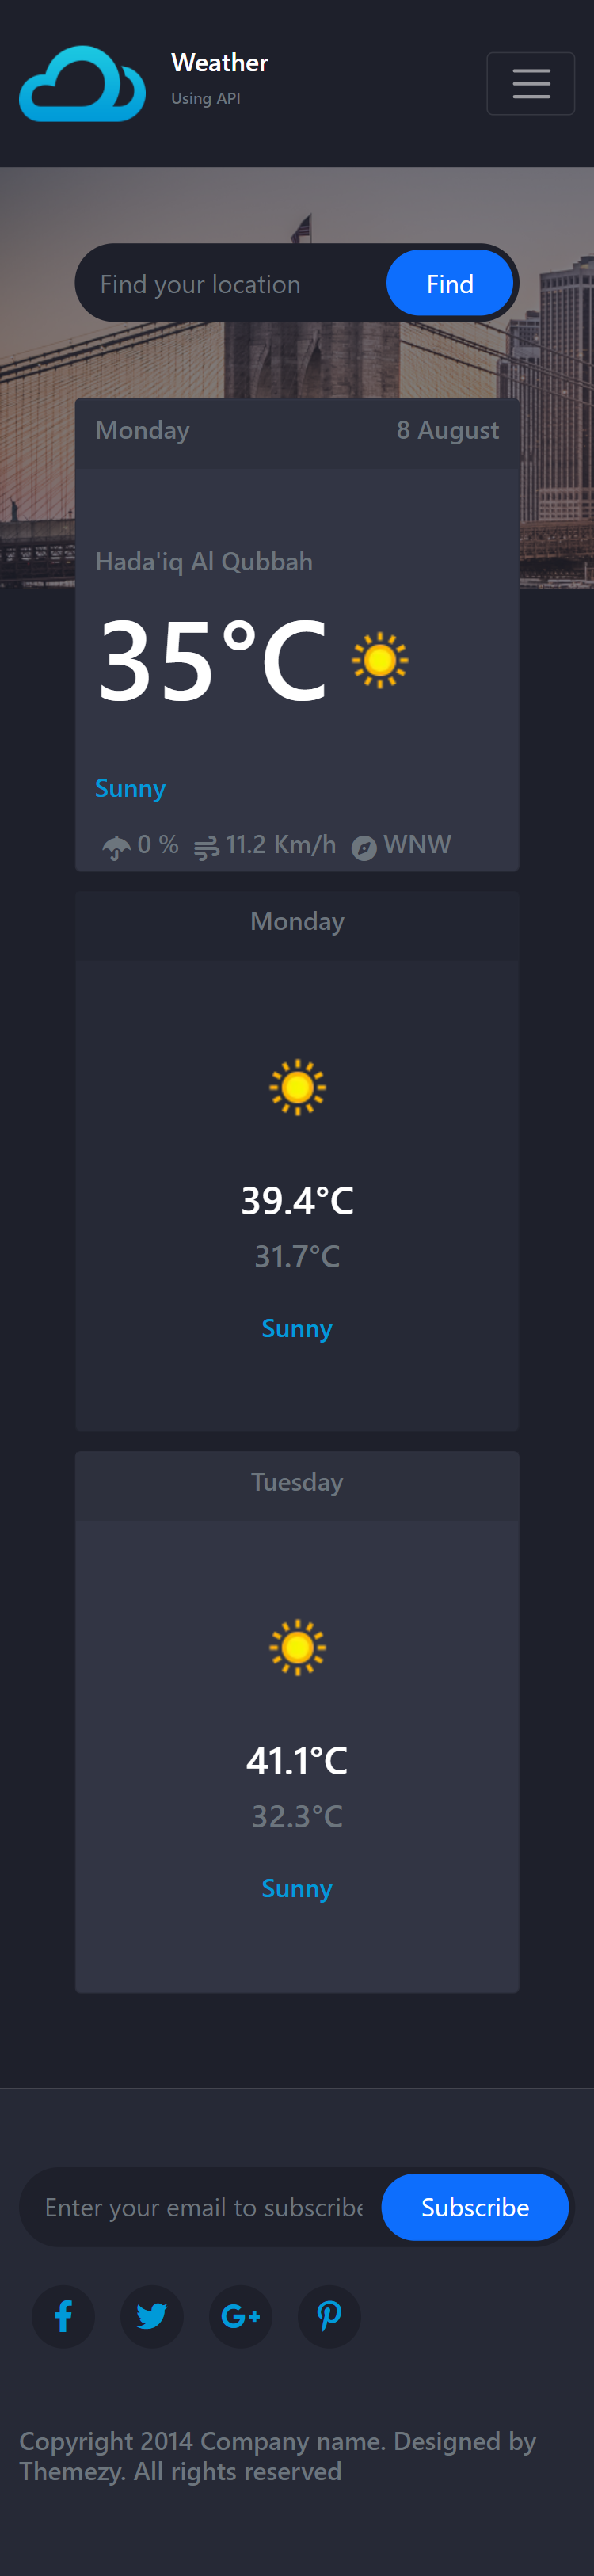 Weather
Using API
Find your location
Find
Monday
8 August
Hada'iq Al Qubbah
35°C
Sunny
0 % 11.2 Km/h WNW
Monday
39.4°C
31.7°C
Sunny
Tuesday
41.1°C
32.3°C
Sunny
Enter your email to subscribe
Subscribe
Copyright 2014 Company name. Designed by
Themezy. All rights reserved